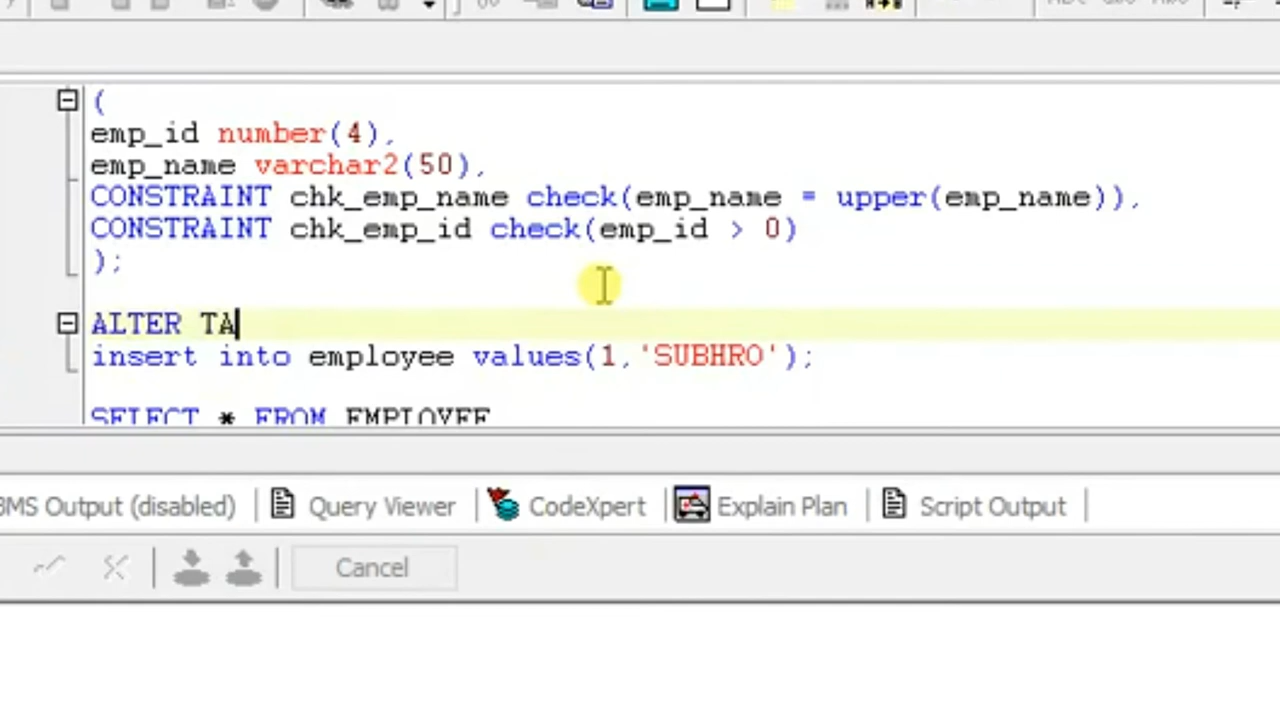 (
emp_id number(4),
emp_name varchar2(50),
CONSTRAINT chk_emp_name check(emp_name = upper(emp_name)),
CONSTRAINT chk_emp_id check(emp_id > 0)
);
ALTER TA
insert into employee values(1,'SUBHRO');
SELECT * FROM EMPLOYEE
BMS Output (disabled) Query Viewer CodeXpert Explain Plan Script Output
Cancel